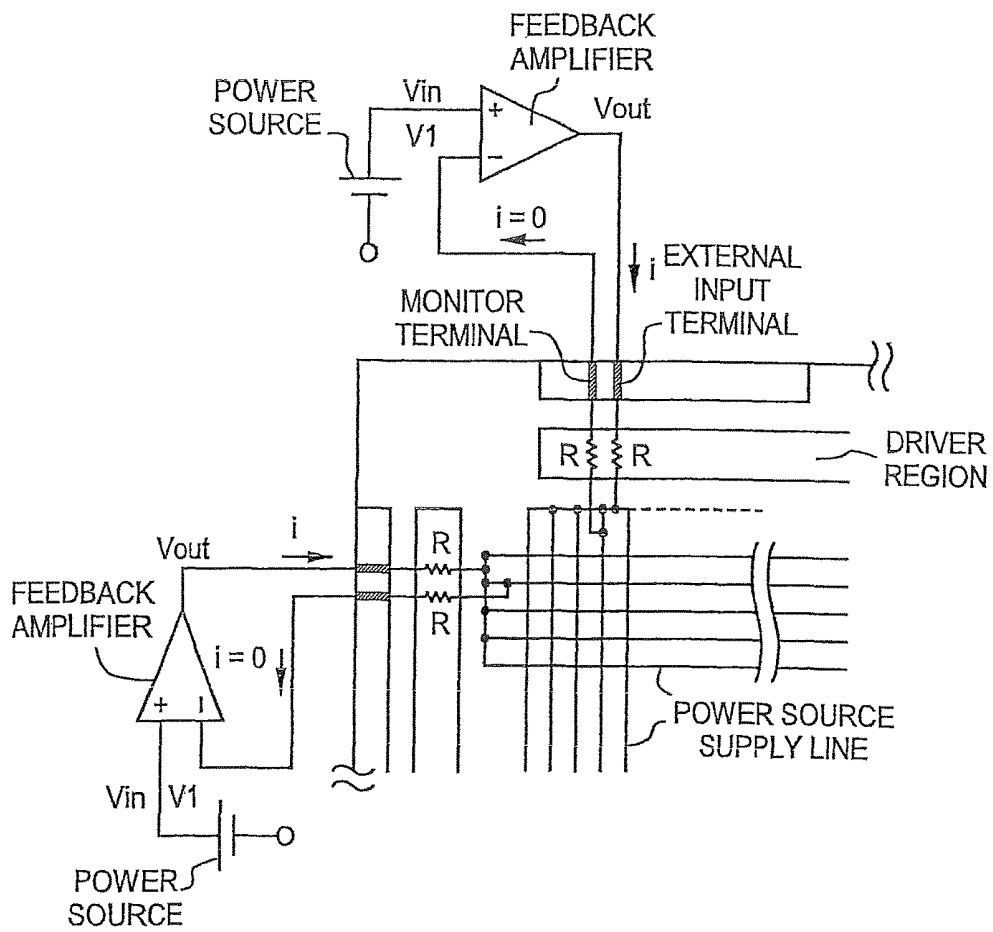 FEEDBACK
AMPLIFIER
POWER
SOURCE
Vin
Vout
V1
+
−
i = 0
i
EXTERNAL
INPUT
TERMINAL
MONITOR
TERMINAL
R
R
DRIVER
REGION
i
R
Vout
FEEDBACK
AMPLIFIER
R
i = 0
+
−
POWER SOURCE
SUPPLY LINE
Vin
V1
POWER
SOURCE